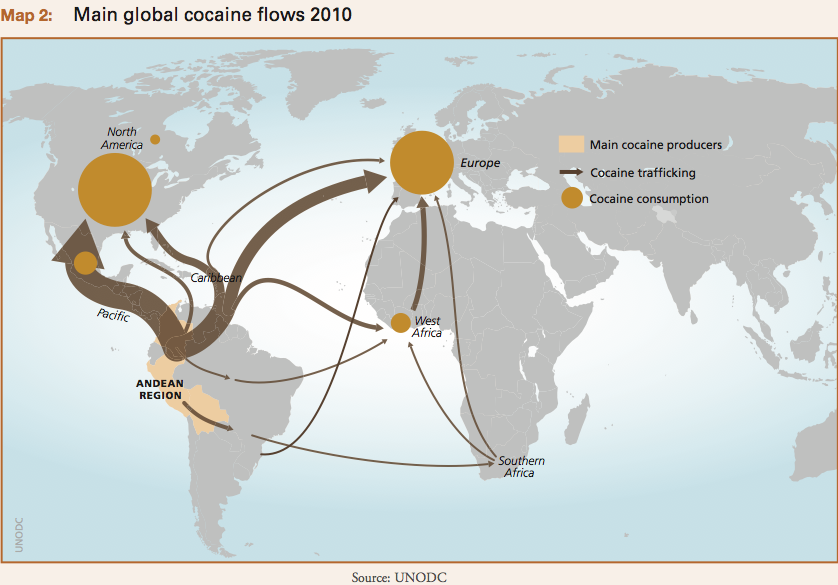 Map 2: Main global cocaine flows 2010
North
America
Europe
Main cocaine producers
Cocaine trafficking
Cocaine consumption
Caribbean
Pacific
West
Africa
ANDEAN
REGION
Southern
Africa
UNODC
Source: UNODC